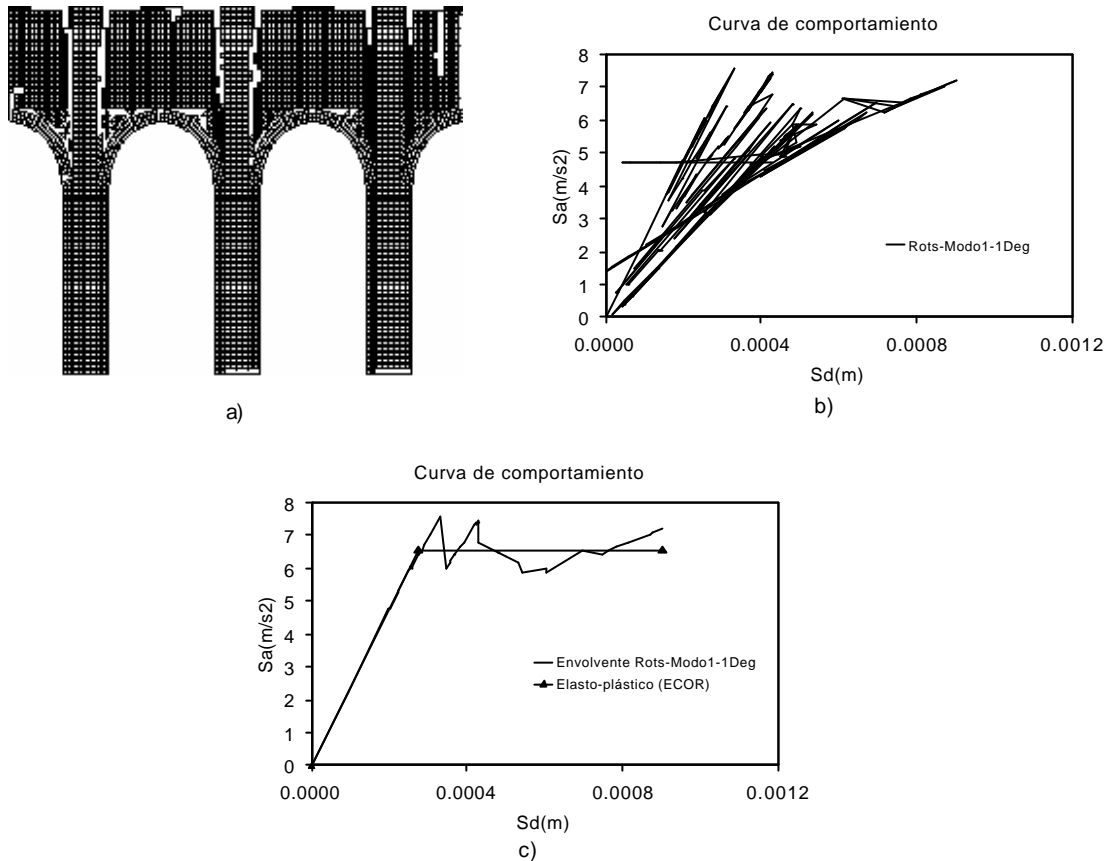 a)
Curva de comportamiento
8
7
6
5
4
3
2
1
0
Sa(m/s2)
Rots-Modo1-1Deg
0.0000 0.0004 0.0008 0.0012
Sd(m)
b)
Curva de comportamiento
8
7
6
5
4
3
2
1
0
Sa(m/s2)
Envolvente Rots-Modo1-1Deg
Elasto-plástico (ECOR)
0.0000 0.0004 0.0008 0.0012
Sd(m)
c)